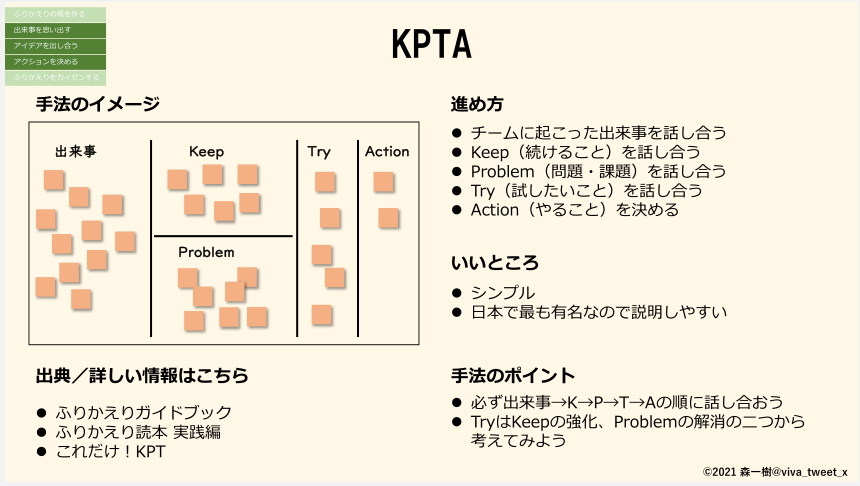 ふりかえりの場を作る
出来事を思い出す
アイデアを出し合う
アクションを決める
ふりかえりをカイゼンする
KPTA
手法のイメージ
出来事
Keep
Problem
Try
Action
出典／詳しい情報はこちら
● ふりかえりガイドブック
● ふりかえり読本 実践編
● これだけ！KPT
進め方
● チームに起こった出来事を話し合う
● Keep（続けること）を話し合う
● Problem（問題・課題）を話し合う
● Try（試したいこと）を話し合う
● Action（やること）を決める
いいところ
● シンプル
● 日本で最も有名なので説明しやすい
手法のポイント
● 必ず出来事→K→P→T→Aの順に話し合おう
● TryはKeepの強化、Problemの解消の二つから
考えてみよう
©2021 森一樹@viva_tweet_x